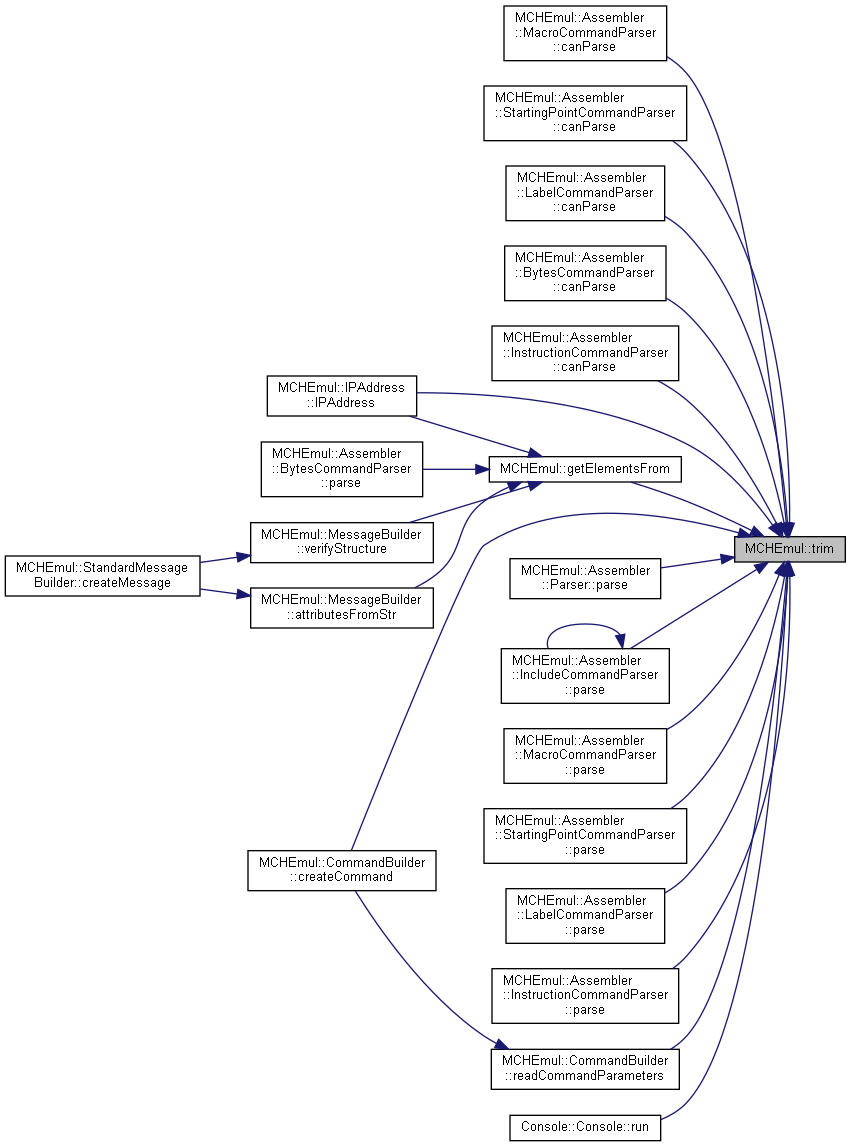 MCHEmul::Assembler
::MacroCommandParser
::canParse
MCHEmul::Assembler
::StartingPointCommandParser
::canParse
MCHEmul::Assembler
::LabelCommandParser
::canParse
MCHEmul::Assembler
::BytesCommandParser
::canParse
MCHEmul::Assembler
::InstructionCommandParser
::canParse
MCHEmul::IPAddress
::IPAddress
MCHEmul::Assembler
::BytesCommandParser
::parse
MCHEmul::getElementsFrom
MCHEmul::MessageBuilder
::verifyStructure
MCHEmul::trim
MCHEmul::StandardMessage
Builder::createMessage
MCHEmul::Assembler
::Parser::parse
MCHEmul::MessageBuilder
::attributesFromStr
MCHEmul::Assembler
::IncludeCommandParser
::parse
MCHEmul::Assembler
::MacroCommandParser
::parse
MCHEmul::Assembler
::StartingPointCommandParser
::parse
MCHEmul::CommandBuilder
::createCommand
MCHEmul::Assembler
::LabelCommandParser
::parse
MCHEmul::Assembler
::InstructionCommandParser
::parse
MCHEmul::CommandBuilder
::readCommandParameters
Console::Console::run